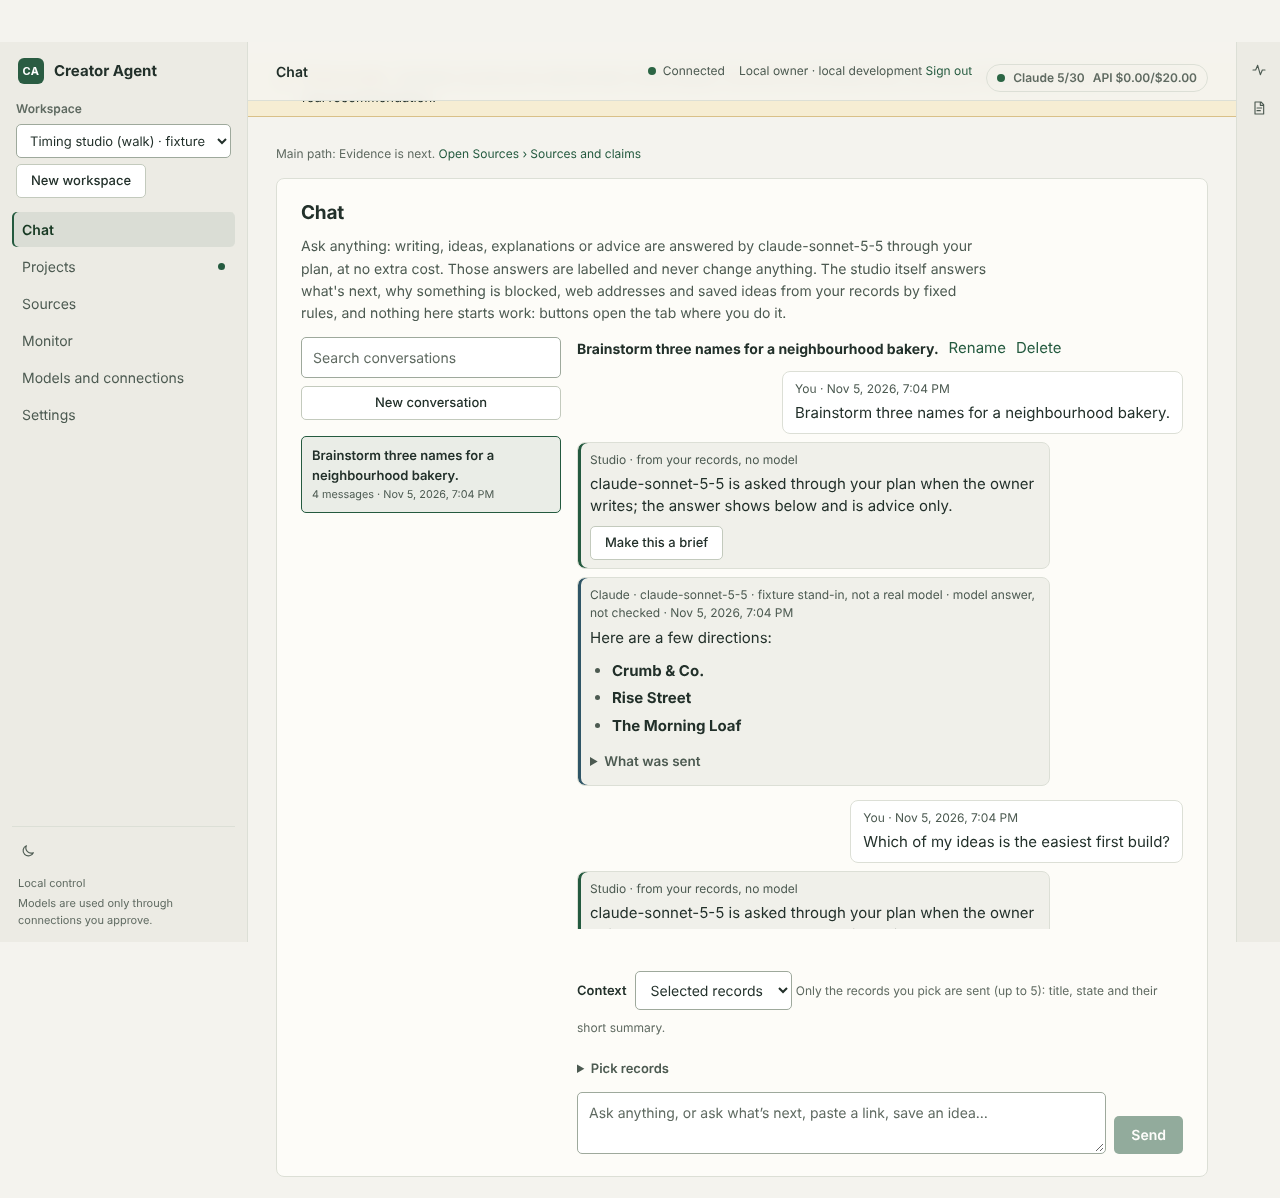 CA Creator Agent
Workspace
Timing studio (walk) · fixture
New workspace
Chat
Projects
Sources
Monitor
Models and connections
Settings
Local control
Models are used only through
connections you approve.
Chat
Connected Local owner · local development Sign out Claude 5/30 API $0.00/$20.00
Main path: Evidence is next. Open Sources › Sources and claims
Chat
Ask anything: writing, ideas, explanations or advice are answered by claude-sonnet-5-5 through your
plan, at no extra cost. Those answers are labelled and never change anything. The studio itself answers
what's next, why something is blocked, web addresses and saved ideas from your records by fixed
rules, and nothing here starts work: buttons open the tab where you do it.
Search conversations
New conversation
Brainstorm three names for a
neighbourhood bakery.
4 messages · Nov 5, 2026, 7:04 PM
Brainstorm three names for a neighbourhood bakery. Rename Delete
You · Nov 5, 2026, 7:04 PM
Brainstorm three names for a neighbourhood bakery.
Studio · from your records, no model
claude-sonnet-5-5 is asked through your plan when the owner
writes; the answer shows below and is advice only.
Make this a brief
Claude · claude-sonnet-5-5 · fixture stand-in, not a real model · model answer,
not checked · Nov 5, 2026, 7:04 PM
Here are a few directions:
• Crumb & Co.
• Rise Street
• The Morning Loaf
What was sent
You · Nov 5, 2026, 7:04 PM
Which of my ideas is the easiest first build?
Studio · from your records, no model
claude-sonnet-5-5 is asked through your plan when the owner
Context Selected records Only the records you pick are sent (up to 5): title, state and their
short summary.
Pick records
Ask anything, or ask what's next, paste a link, save an idea...
Send